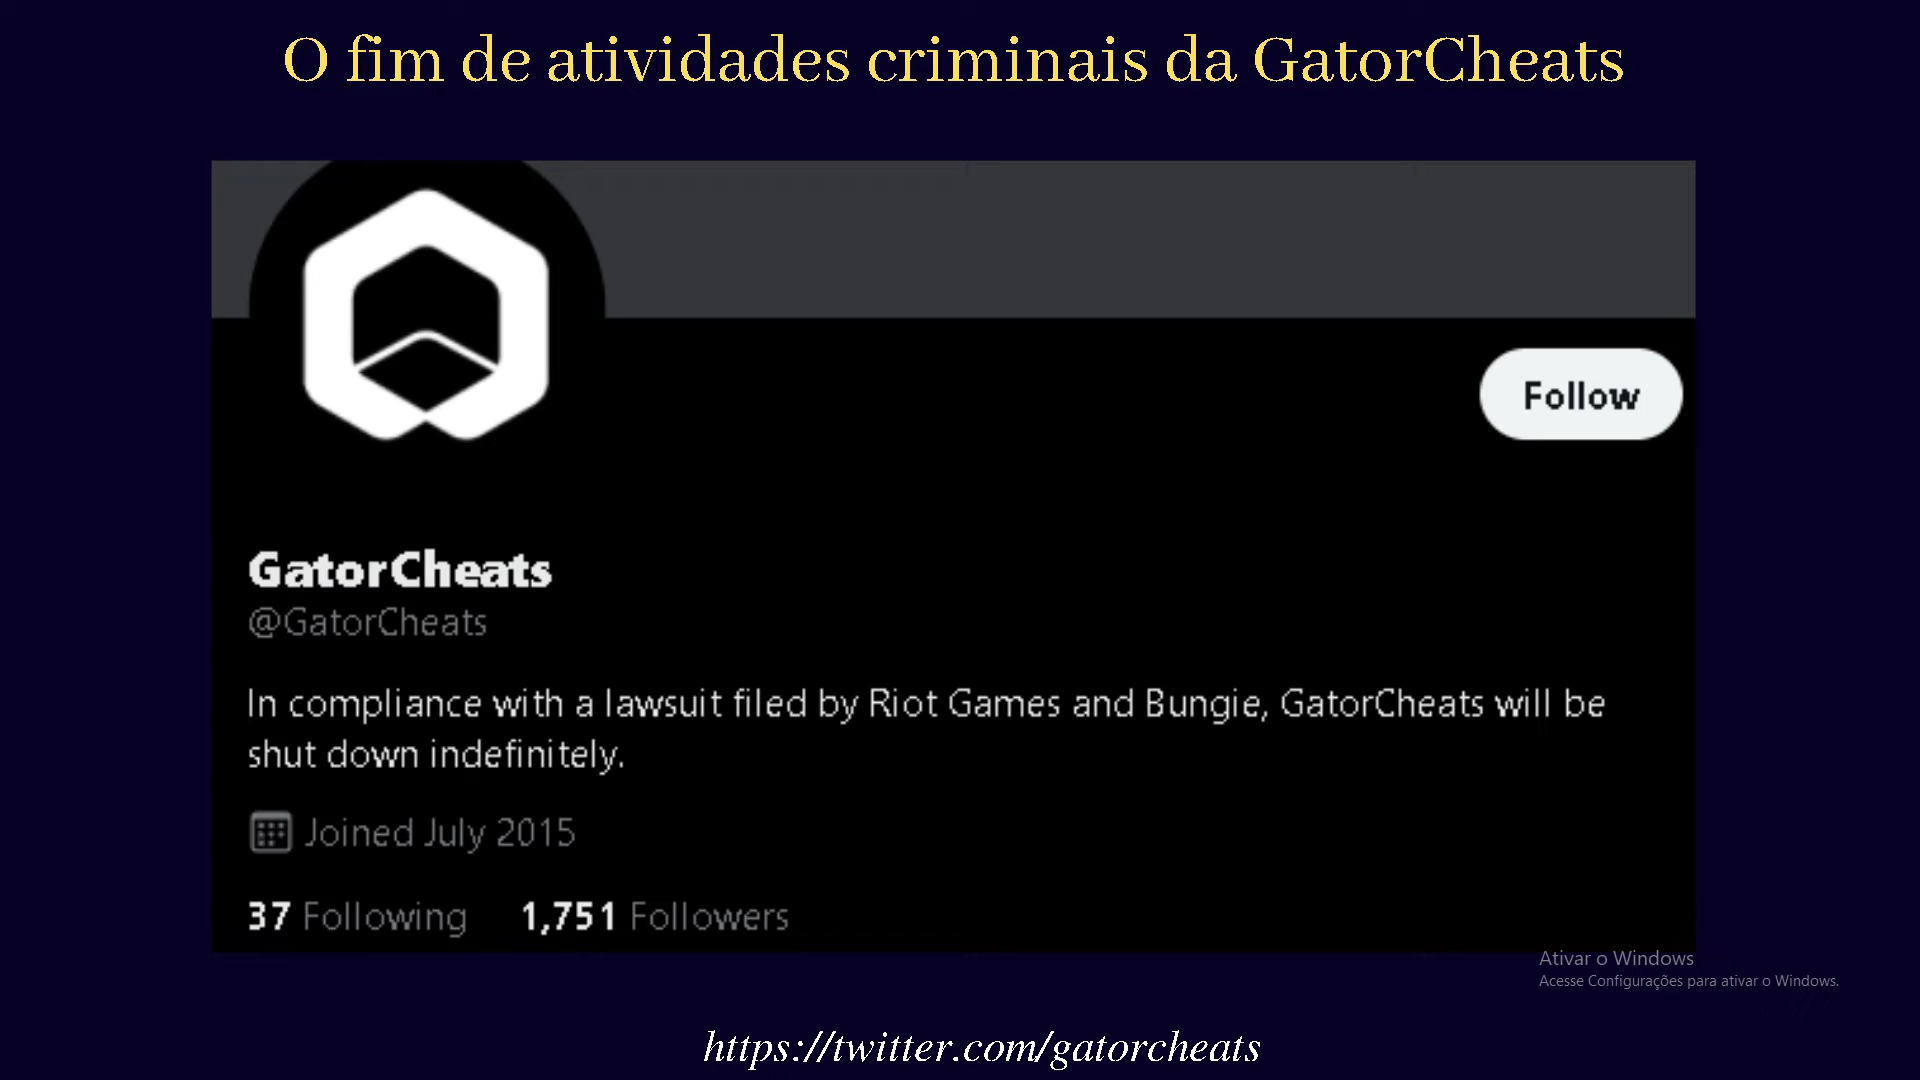 O fim de atividades criminais da GatorCheats
Follow
GatorCheats
@GatorCheats
In compliance with a lawsuit filed by Riot Games and Bungie, GatorCheats will be
shut down indefinitely.
Joined July 2015
37 Following 1,751 Followers
Ativar o Windows
Acesse Configurações para ativar o Windows.
https://twitter.com/gatorcheats